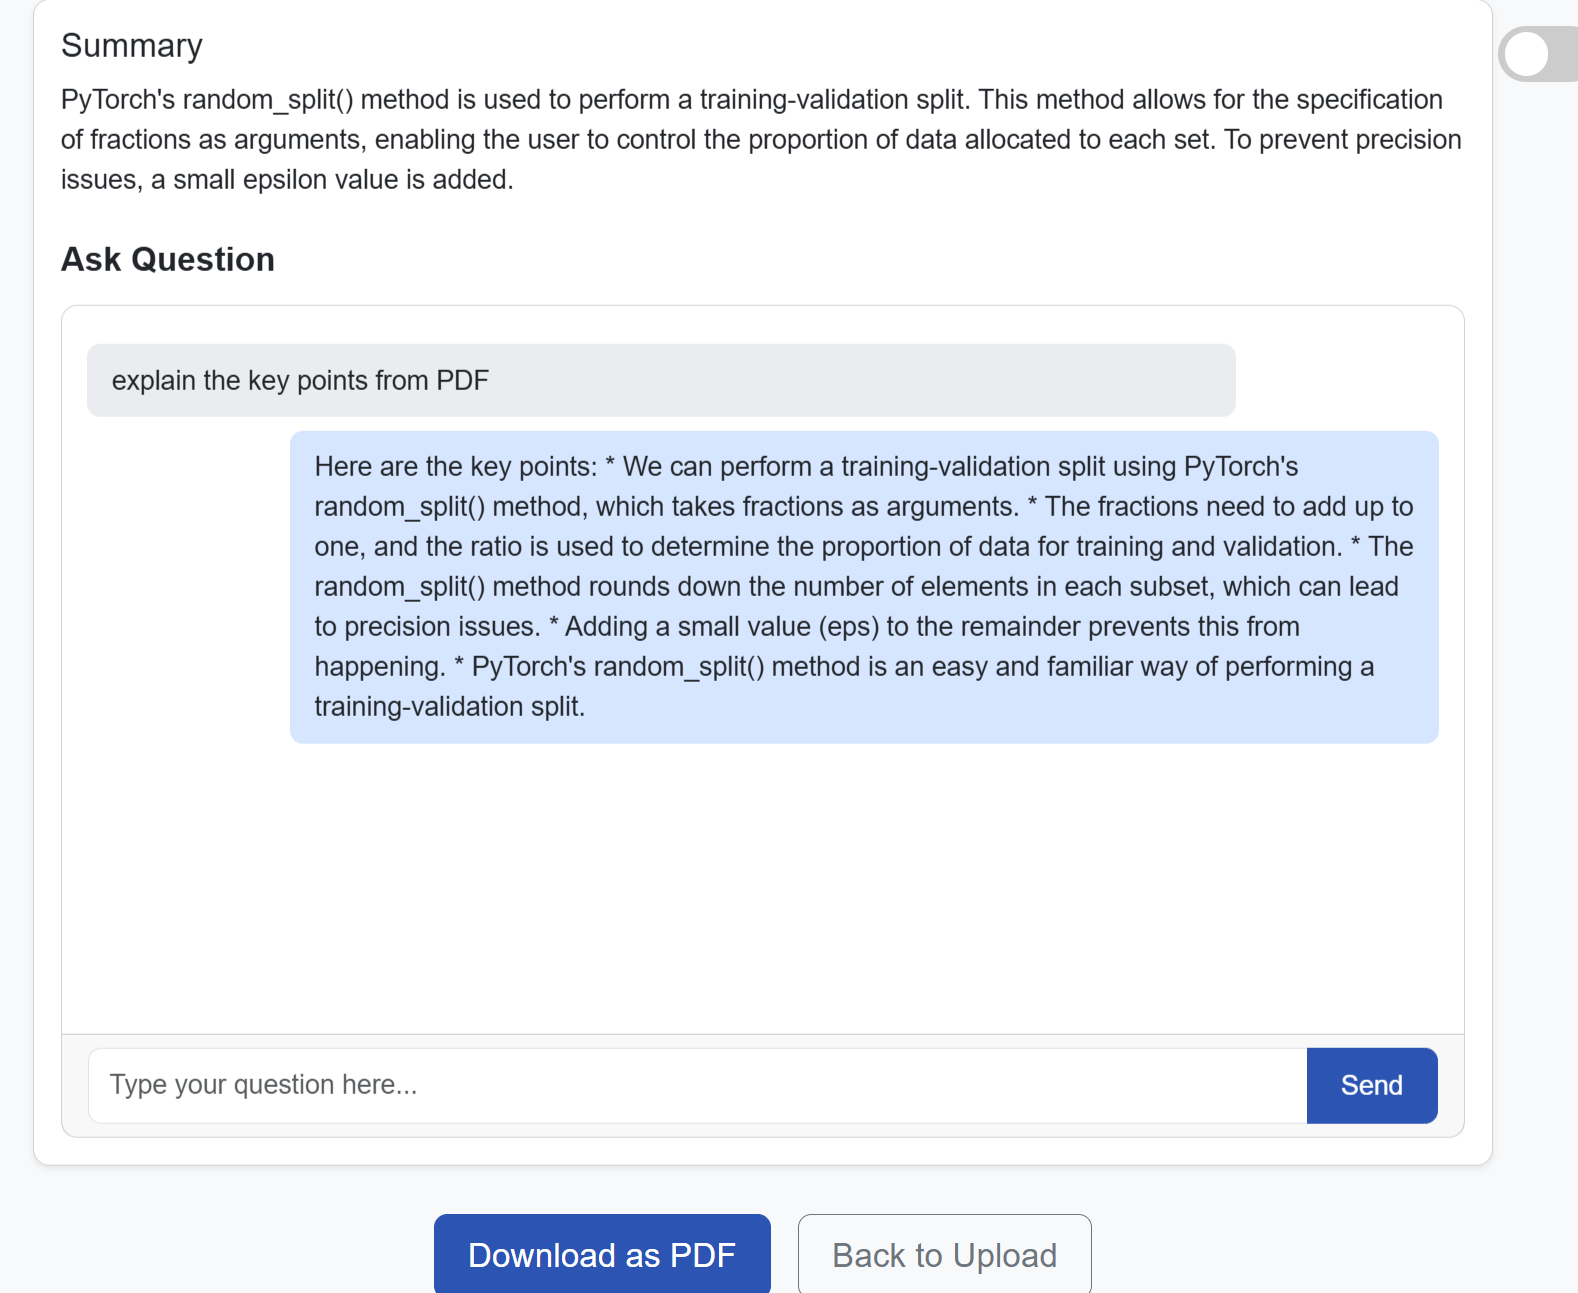 Summary
PyTorch's random_split() method is used to perform a training-validation split. This method allows for the specification
of fractions as arguments, enabling the user to control the proportion of data allocated to each set. To prevent precision
issues, a small epsilon value is added.
Ask Question
explain the key points from PDF
Here are the key points: * We can perform a training-validation split using PyTorch's
random_split() method, which takes fractions as arguments. * The fractions need to add up to
one, and the ratio is used to determine the proportion of data for training and validation. * The
random_split() method rounds down the number of elements in each subset, which can lead
to precision issues. * Adding a small value (eps) to the remainder prevents this from
happening. * PyTorch's random_split() method is an easy and familiar way of performing a
training-validation split.
Type your question here...
Send
Download as PDF
Back to Upload